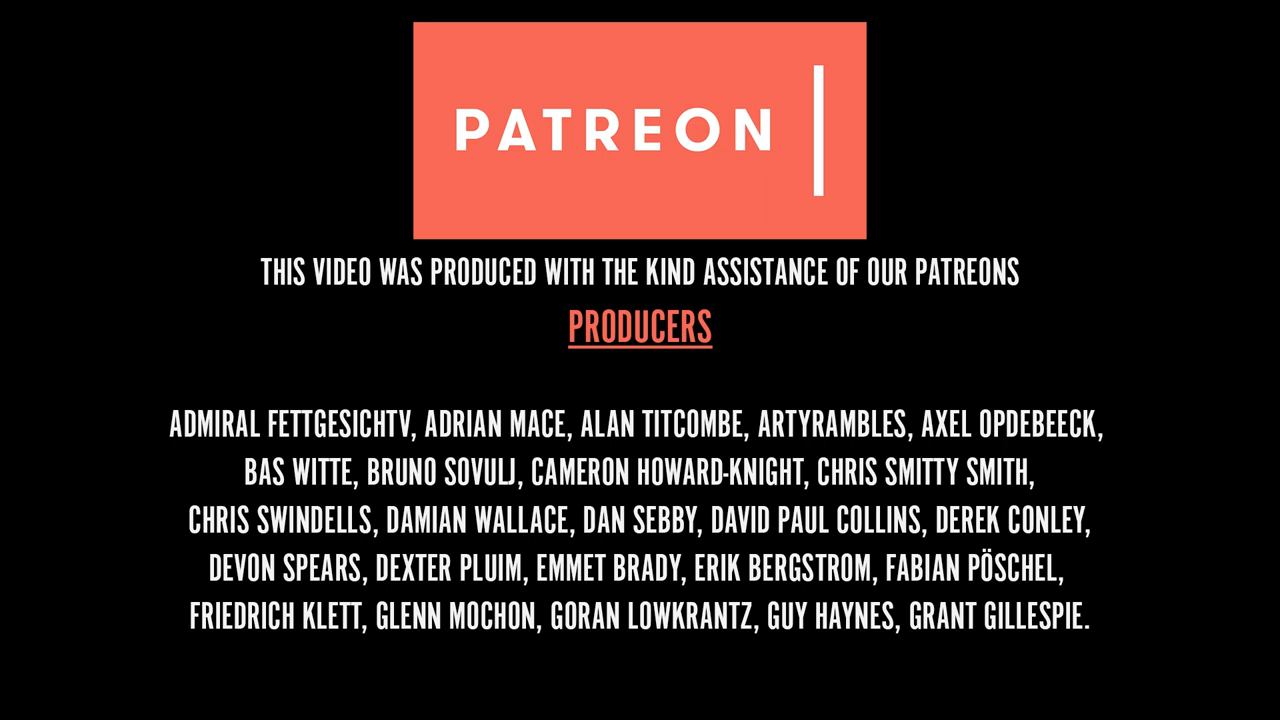 PATREON
THIS VIDEO WAS PRODUCED WITH THE KIND ASSISTANCE OF OUR PATREONS
PRODUCERS
ADMIRAL FETTGESICHTV, ADRIAN MACE, ALAN TITCOMBE, ARTYRAMBLES, AXEL OPDEBEECK,
BAS WITTE, BRUNO SOVULJ, CAMERON HOWARD-KNIGHT, CHRIS SMITTY SMITH,
CHRIS SWINDELLS, DAMIAN WALLACE, DAN SEBBY, DAVID PAUL COLLINS, DEREK CONLEY,
DEVON SPEARS, DEXTER PLUIM, EMMET BRADY, ERIK BERGSTROM, FABIAN PÖSCHEL,
FRIEDRICH KLETT, GLENN MOCHON, GORAN LOWKRANTZ, GUY HAYNES, GRANT GILLESPIE.